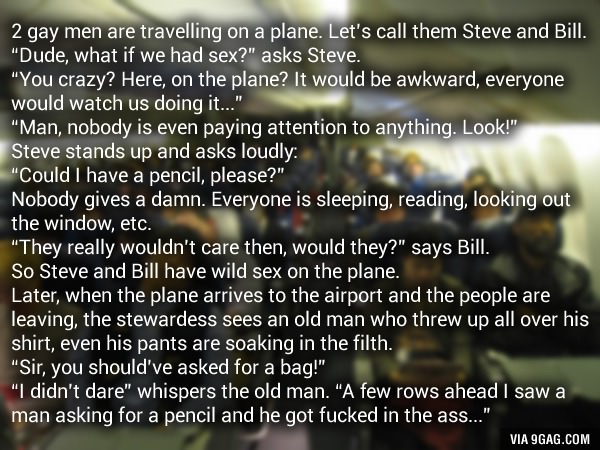 2 gay men are travelling on a plane. Let's call them Steve and Bill.
“Dude, what if we had sex?” asks Steve.
“You crazy? Here, on the plane? It would be awkward, everyone
would watch us doing it...”
“Man, nobody is even paying attention to anything. Look!”
Steve stands up and asks loudly:
“Could I have a pencil, please?”
Nobody gives a damn. Everyone is sleeping, reading, looking out
the window, etc.
“They really wouldn't care then, would they?” says Bill.
So Steve and Bill have wild sex on the plane.
Later, when the plane arrives to the airport and the people are
leaving, the stewardess sees an old man who threw up all over his
shirt, even his pants are soaking in the filth.
“Sir, you should've asked for a bag!”
“I didn't dare” whispers the old man. “A few rows ahead I saw a
man asking for a pencil and he got fucked in the ass...”
VIA 9GAG.COM